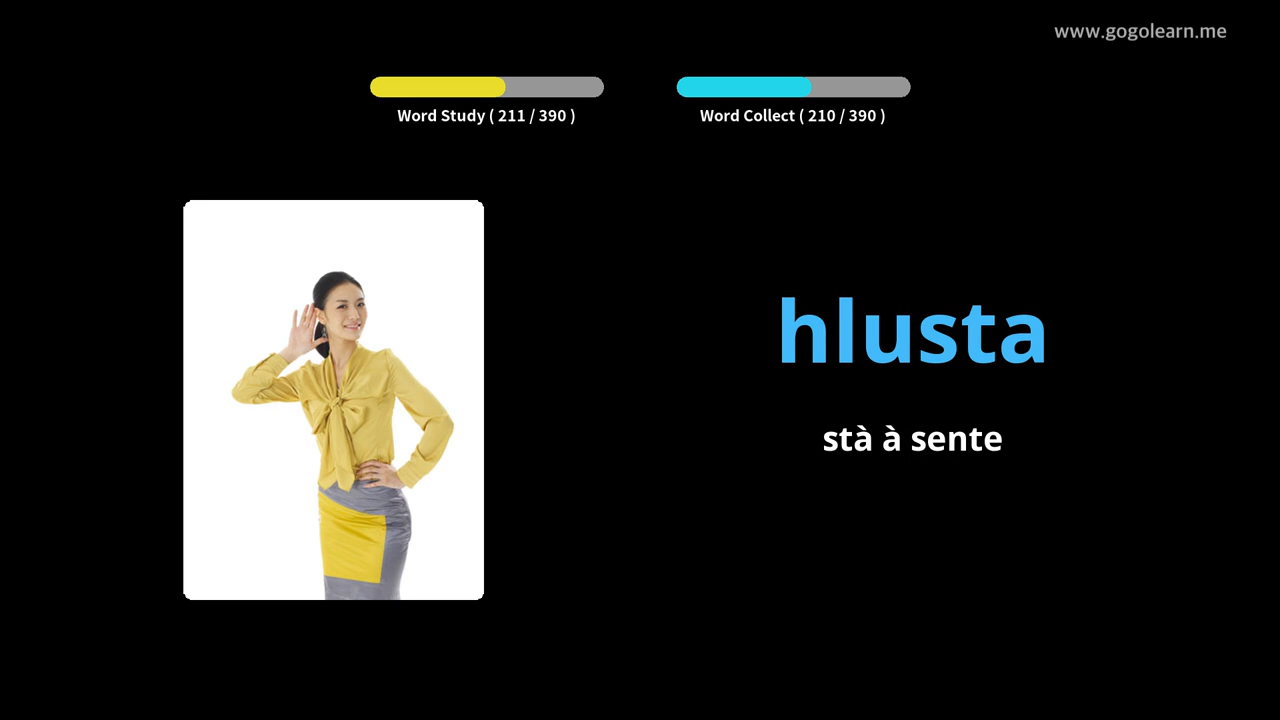 www.gogolearn.me
Word Study ( 211 / 390 )
Word Collect ( 210 / 390 )
hlusta
stà à sente